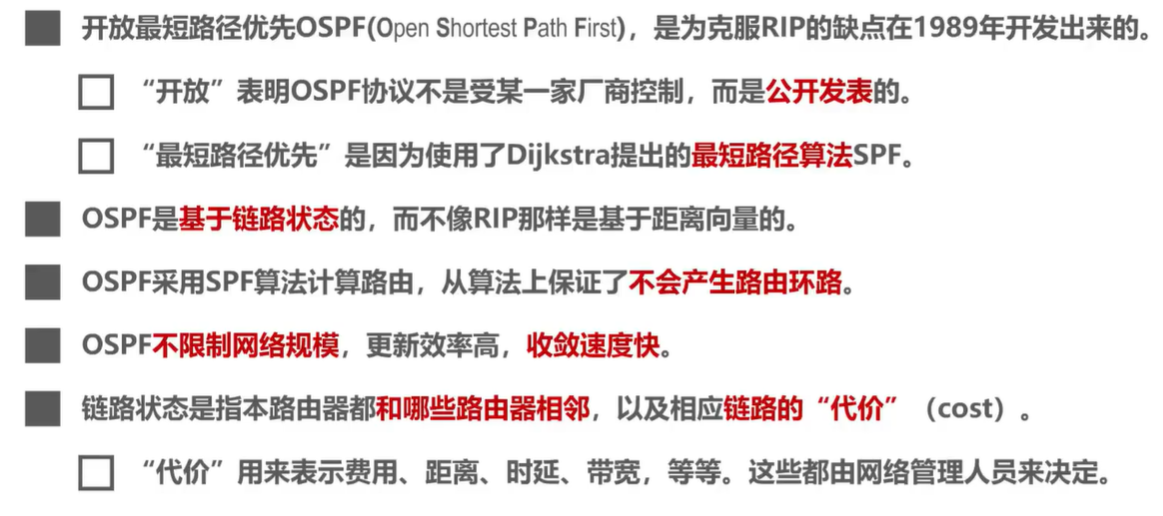 开放最短路径优先OSPF(Open Shortest Path First)，是为克服RIP的缺点在1989年开发出来的。
“开放”表明OSPF协议不是受某一家厂商控制，而是公开发表的。
“最短路径优先”是因为使用了Dijkstra提出的最短路径算法SPF。
OSPF是基于链路状态的，而不像RIP那样是基于距离向量的。
OSPF采用SPF算法计算路由，从算法上保证了不会产生路由环路。
OSPF不限制网络规模，更新效率高，收敛速度快。
链路状态是指本路由器都和哪些路由器相邻，以及相应链路的“代价”（cost）。
“代价”用来表示费用、距离、时延、带宽，等等。这些都由网络管理人员来决定。